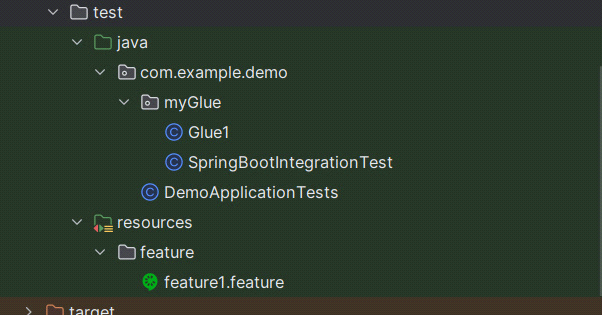 test
java
com.example.demo
myGlue
Glue1
SpringBootIntegrationTest
DemoApplicationTests
resources
feature
feature1.feature
target